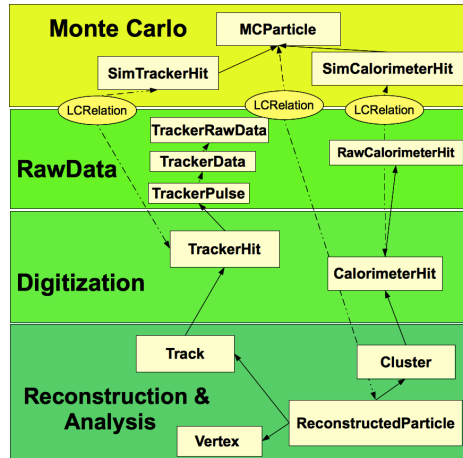 Monte Carlo
MCParticle
SimTrackerHit
SimCalorimeterHit
LCRelation
LCRelation
LCRelation
TrackerRawData
TrackerData
RawCalorimeterHit
RawData
TrackerPulse
TrackerHit
CalorimeterHit
Digitization
Track
Cluster
Reconstruction &
Analysis
ReconstructedParticle
Vertex